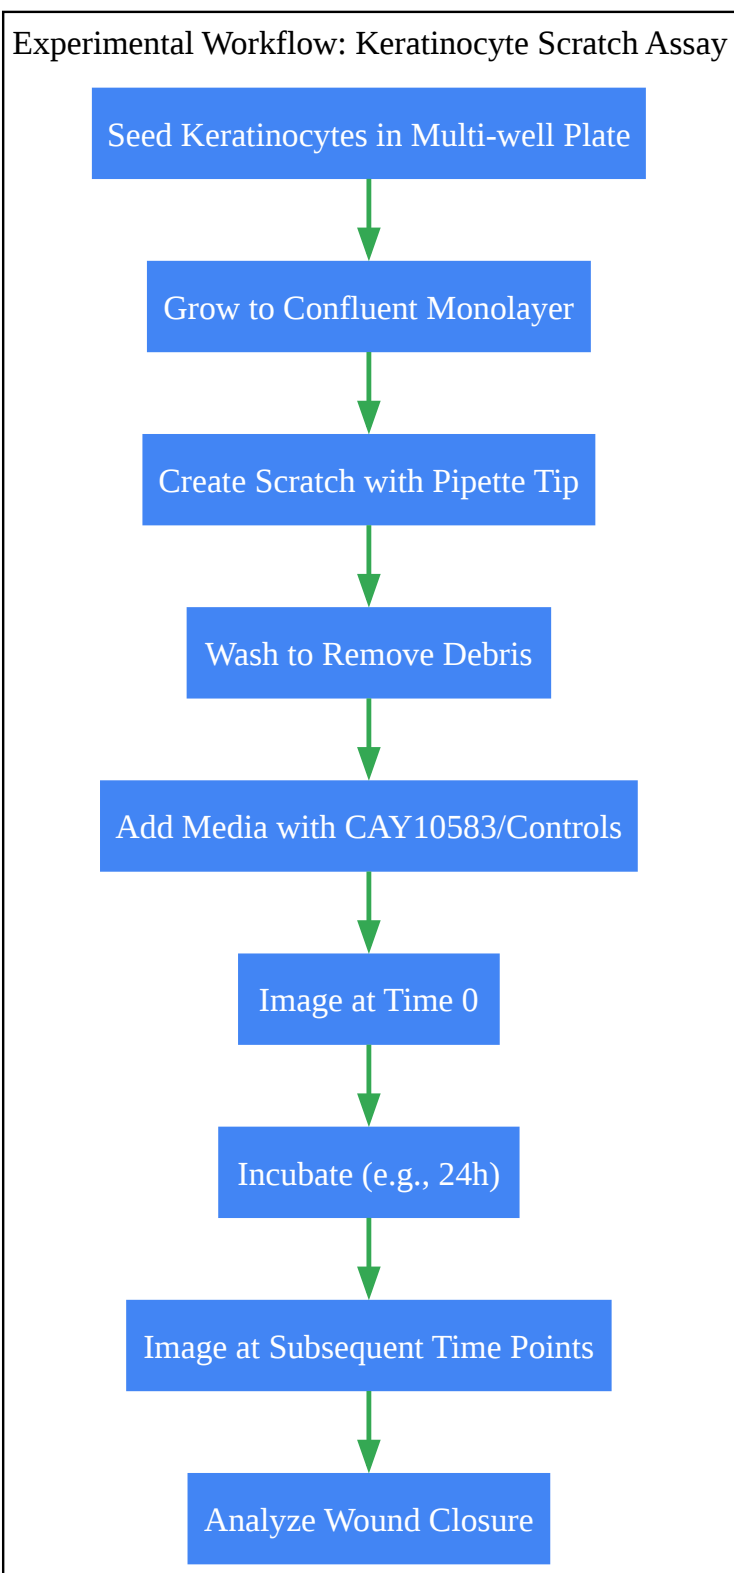 Experimental Workflow: Keratinocyte Scratch Assay
Seed Keratinocytes in Multi-well Plate
Grow to Confluent Monolayer
Create Scratch with Pipette Tip
Wash to Remove Debris
Add Media with CAY10583/Controls
Image at Time 0
Incubate (e.g., 24h)
Image at Subsequent Time Points
Analyze Wound Closure